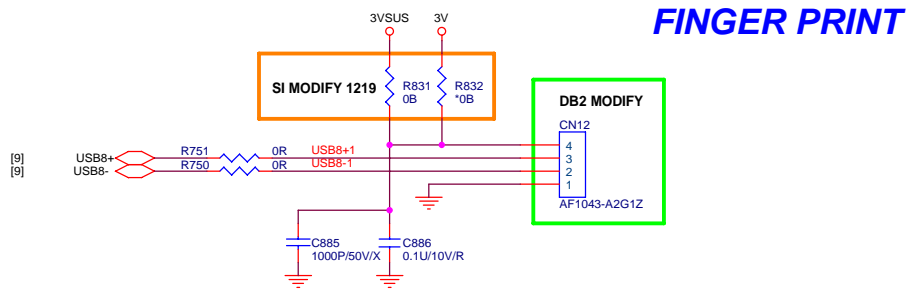 FINGER PRINT
3VSUS
3V
SI MODIFY 1219
R831
0B
R832
*0B
DB2 MODIFY
CN12
[9]
USB8+
R751
0R
USB8+1
4
3
[9]
USB8-
R750
0R
USB8-1
2
1
AF1043-A2G1Z
C885
1000P/50V/X
C886
0.1U/10V/R